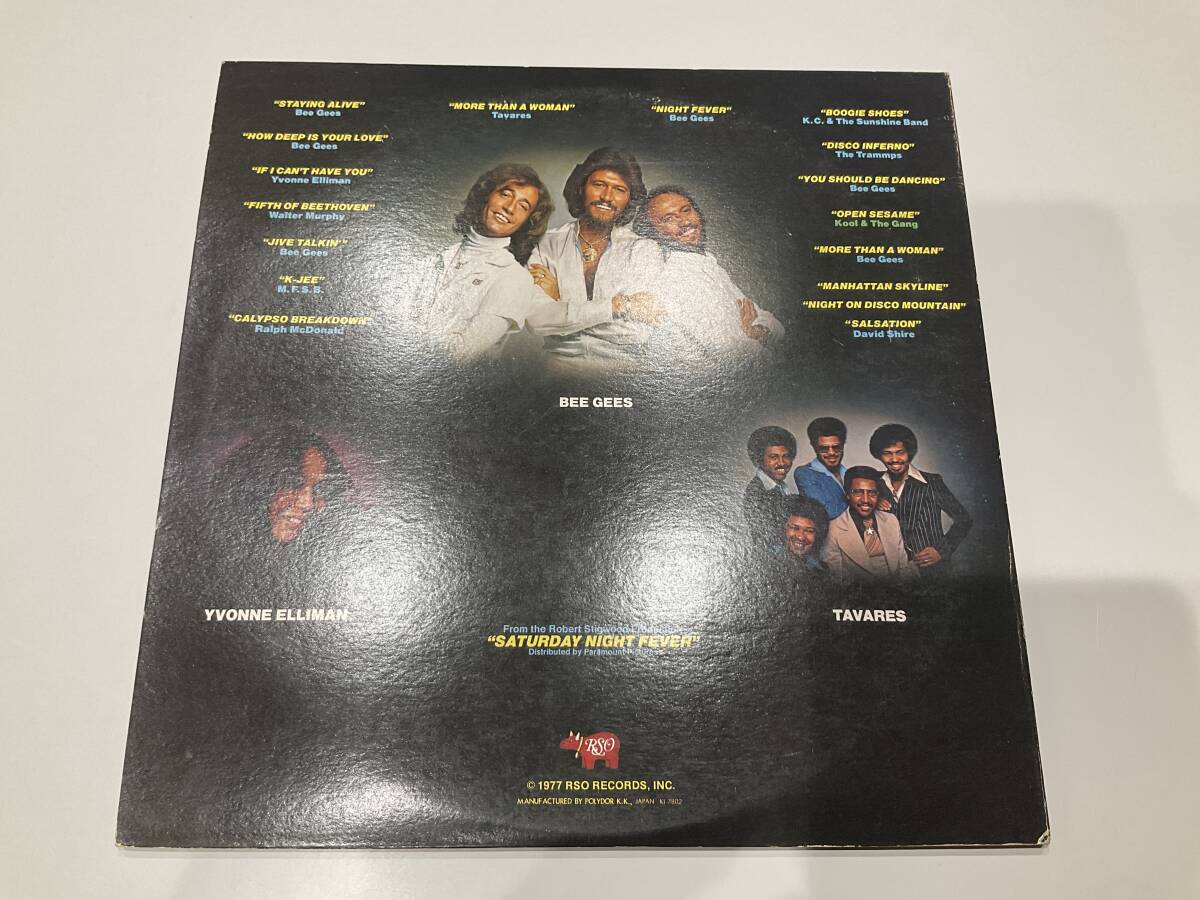 “STAYING ALIVE”
Bee Gees
“HOW DEEP IS YOUR LOVE”
Bee Gees
“IF I CAN'T HAVE YOU”
Yvonne Elliman
“FIFTH OF BEETHOVEN”
Walter Murphy
“JIVE TALKIN'”
Bee Gees
“K-JEE”
M.F.S.B.
“CALYPSO BREAKDOWN”
Ralph McDonald
“MORE THAN A WOMAN”
Tavares
“NIGHT FEVER”
Bee Gees
“BOOGIE SHOES”
K.C. & The Sunshine Band
“DISCO INFERNO”
The Trammps
“YOU SHOULD BE DANCING”
Bee Gees
“OPEN SESAME”
Kool & The Gang
“MORE THAN A WOMAN”
Bee Gees
“MANHATTAN SKYLINE”
“NIGHT ON DISCO MOUNTAIN”
“SALSATION”
David Shire
BEE GEES
YVONNE ELLIMAN
TAVARES
From the Robert Stigwood
“SATURDAY NIGHT FEVER”
Distributed by Paramount Pictures
RSO
© 1977 RSO RECORDS, INC.
MANUFACTURED BY POLYDOR K.K., JAPAN KI-7802